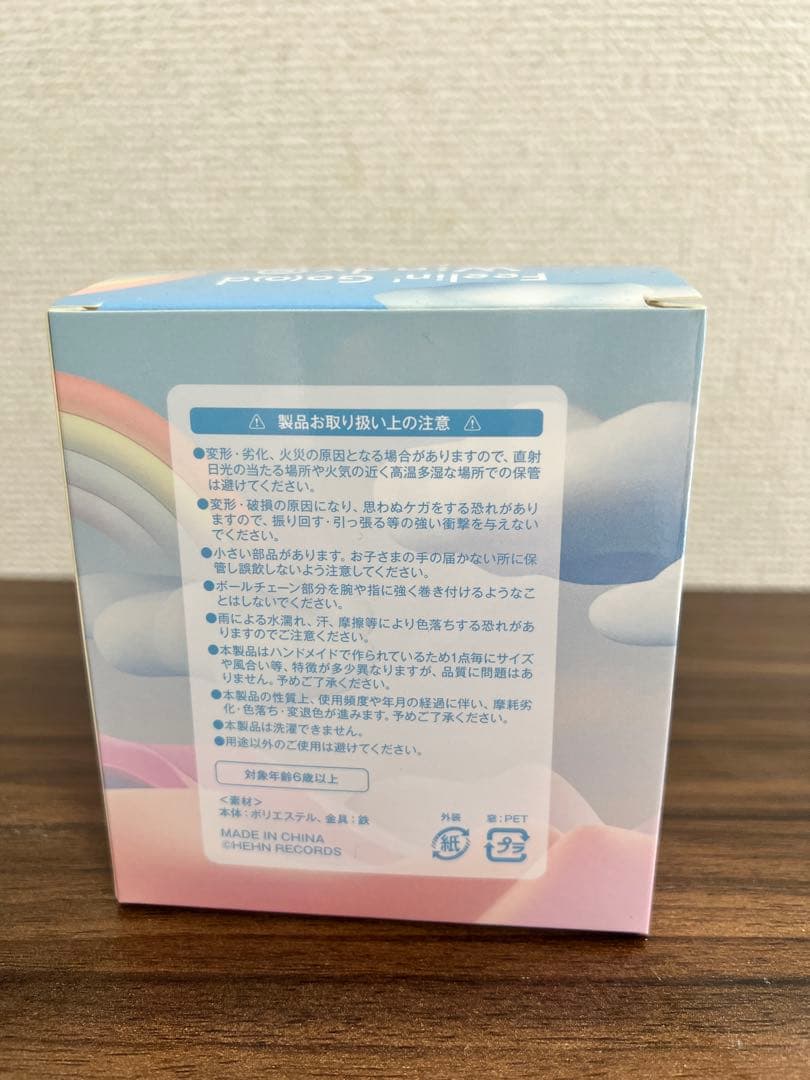 Feelin' Go(o)d
⚠ 製品お取り扱い上の注意 ⚠
●変形・劣化、火災の原因となる場合がありますので、直射
日光の当たる場所や火気の近く高温多湿な場所での保管
は避けてください。
●変形・破損の原因になり、思わぬケガをする恐れがあり
ますので、振り回す・引っ張る等の強い衝撃を与えない
でください。
●小さい部品があります。お子さまの手の届かない所に保
管し誤飲しないよう注意してください。
●ボールチェーン部分を腕や指に強く巻き付けるようなこ
とはしないでください。
●雨による水濡れ、汗、摩擦等により色落ちする恐れがあ
りますのでご注意ください。
●本製品はハンドメイドで作られているため1点毎にサイズ
や風合い等、特徴が多少異なりますが、品質に問題はあ
りません。予めご了承ください。
●本製品の性質上、使用頻度や年月の経過に伴い、摩耗劣
化・色落ち・変退色が進みます。予めご了承ください。
●本製品は洗濯できません。
●用途以外のご使用は避けてください。
対象年齢6歳以上
＜素材＞
本体：ポリエステル、金具：鉄
MADE IN CHINA
©HEHN RECORDS
外装
紙
窓：PET
プラ